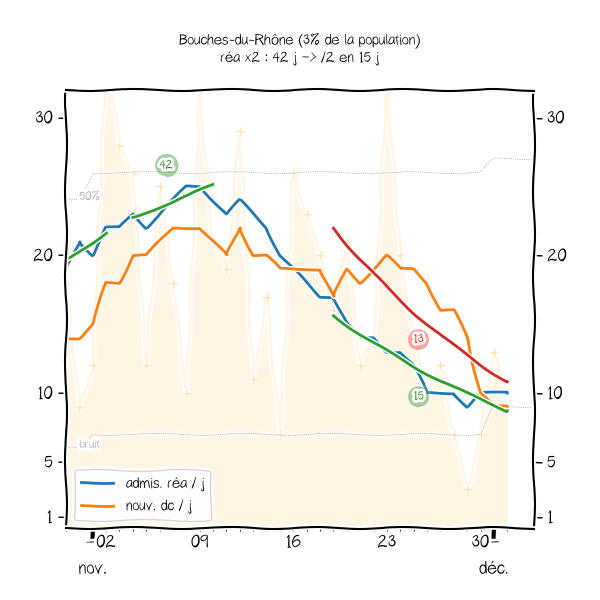 Bouches-du-Rhône (3% de la population)
réa x2 : 42 j -> /2 en 15 j
30
30
42
50%
20
20
13
15
10
10
bruit
5
5
admis. réa / j
nouv. dc / j
1
1
02
09
16
23
30
nov.
déc.